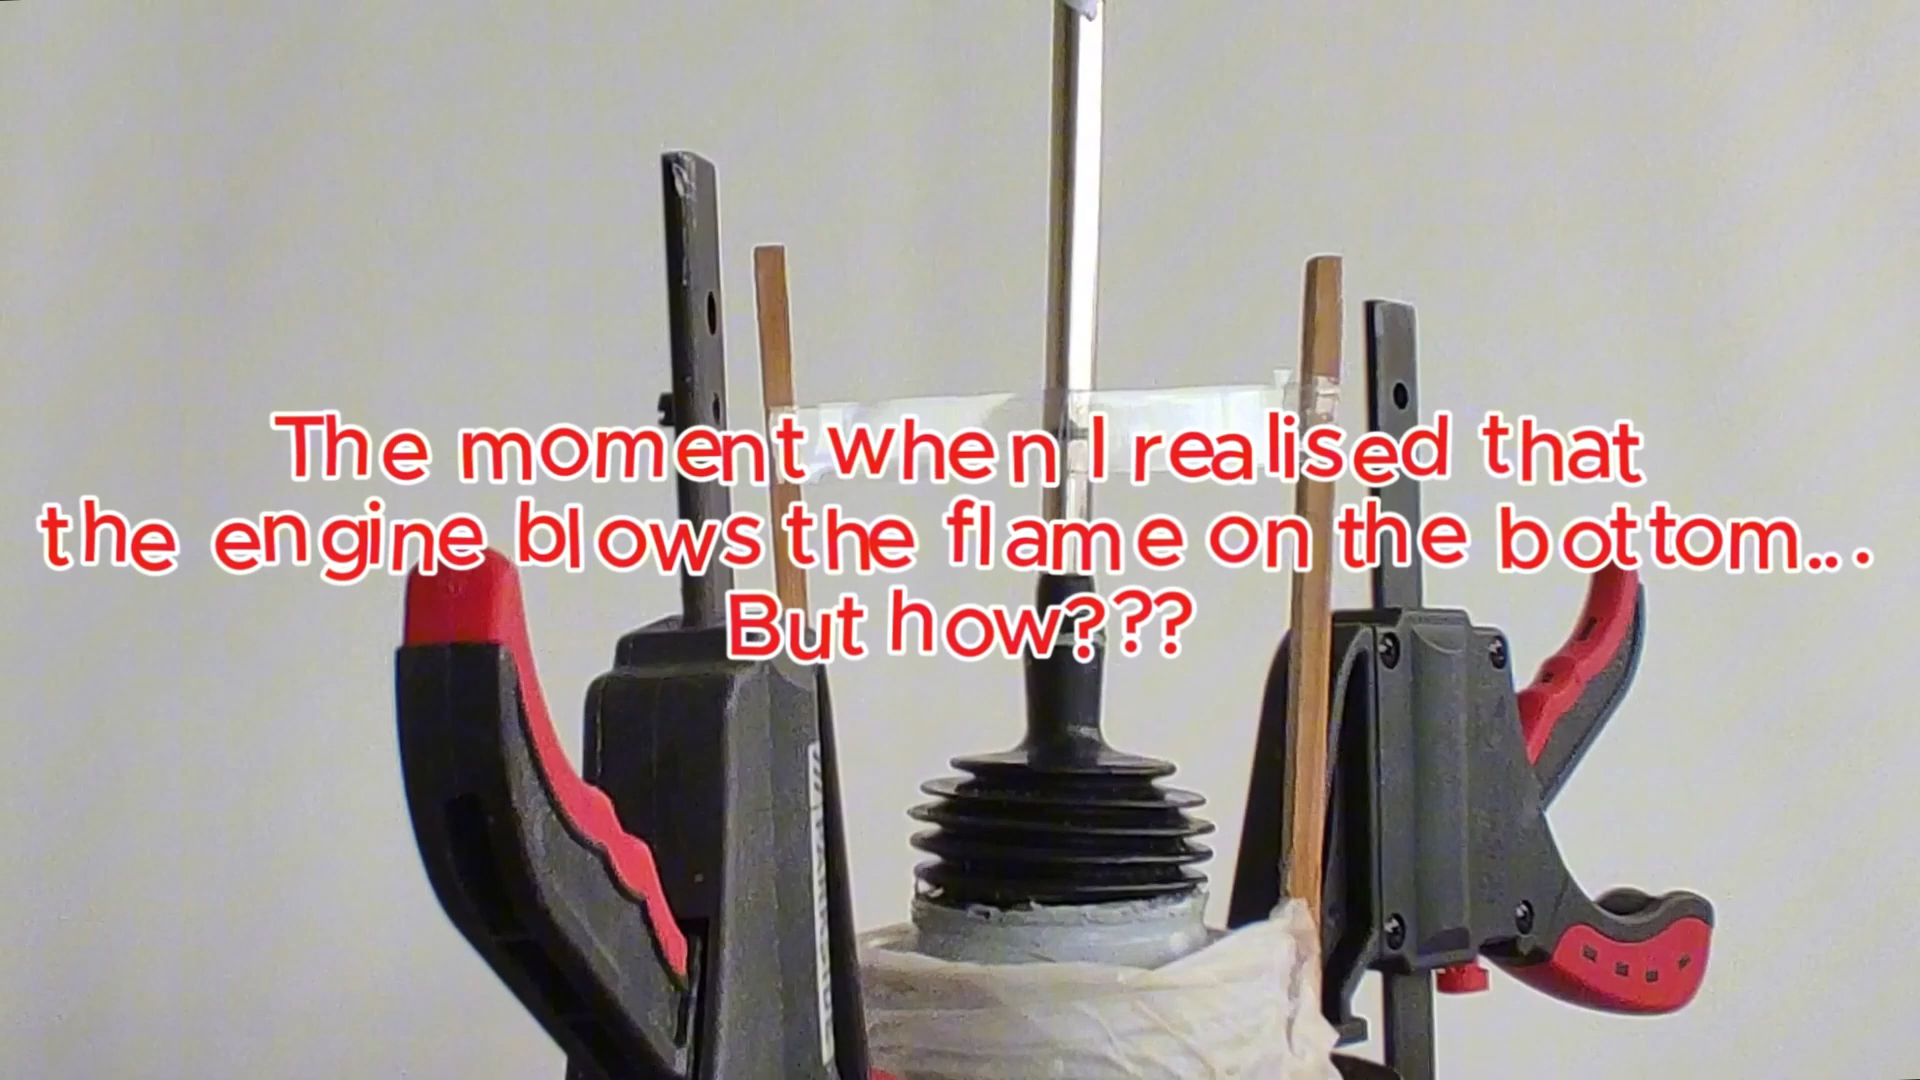 The moment when I realised that
the engine blows the flame on the bottom...
But how???